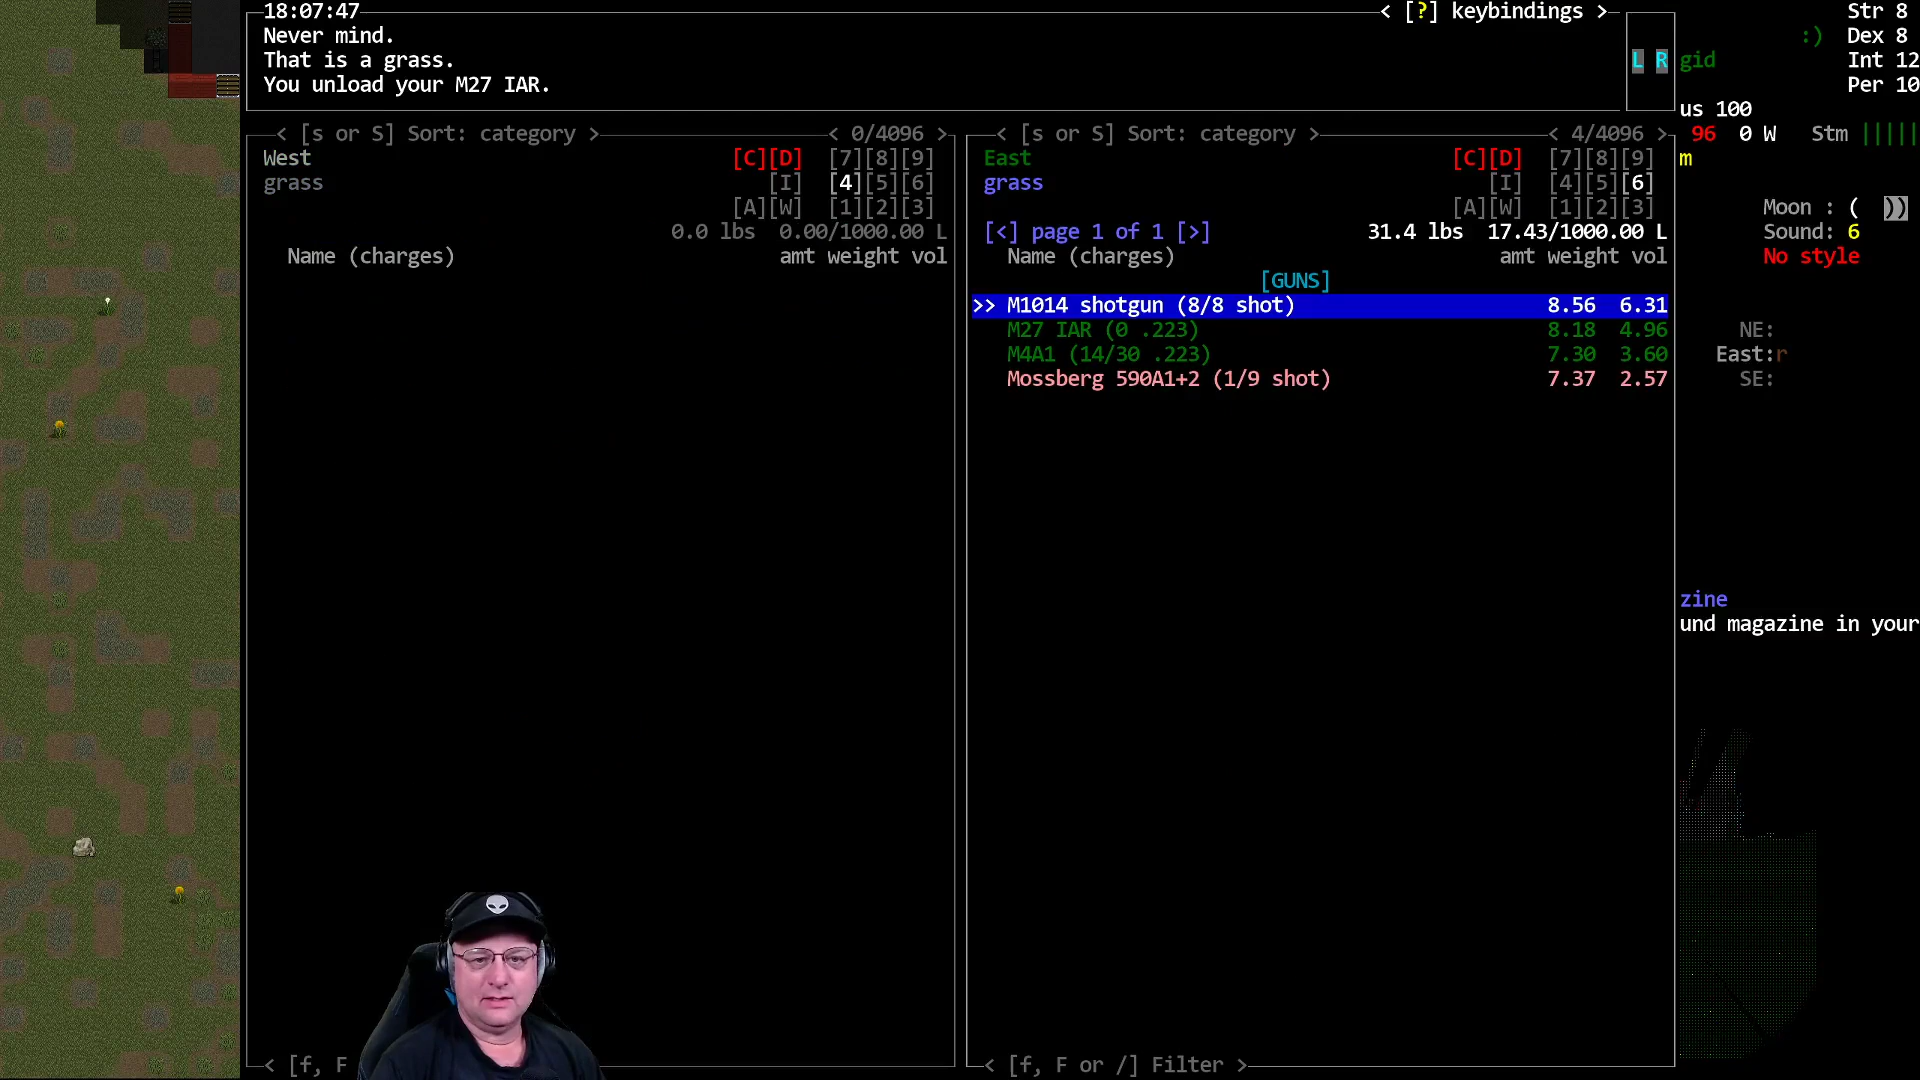 18:07:47
< [?] keybindings >
Never mind.
That is a grass.
You unload your M27 IAR.
L R
Str 8
:) Dex 8
gid Int 12
Per 10
us 100
96 0 W Stm |||||
m
Moon : ( ))
Sound: 6
No style
NE:
East:r
SE:
zine
und magazine in your
< [s or S] Sort: category >
< 0/4096 >
West [C][D] [7][8][9]
grass [I] [4][5][6]
[A][W] [1][2][3]
0.0 lbs 0.00/1000.00 L
Name (charges) amt weight vol
< [f, F
< [s or S] Sort: category >
< 4/4096 >
East [C][D] [7][8][9]
grass [I] [4][5][6]
[A][W] [1][2][3]
[<] page 1 of 1 [>] 31.4 lbs 17.43/1000.00 L
Name (charges) amt weight vol
[GUNS]
>> M1014 shotgun (8/8 shot) 8.56 6.31
M27 IAR (0 .223) 8.18 4.96
M4A1 (14/30 .223) 7.30 3.60
Mossberg 590A1+2 (1/9 shot) 7.37 2.57
< [f, F or /] Filter >